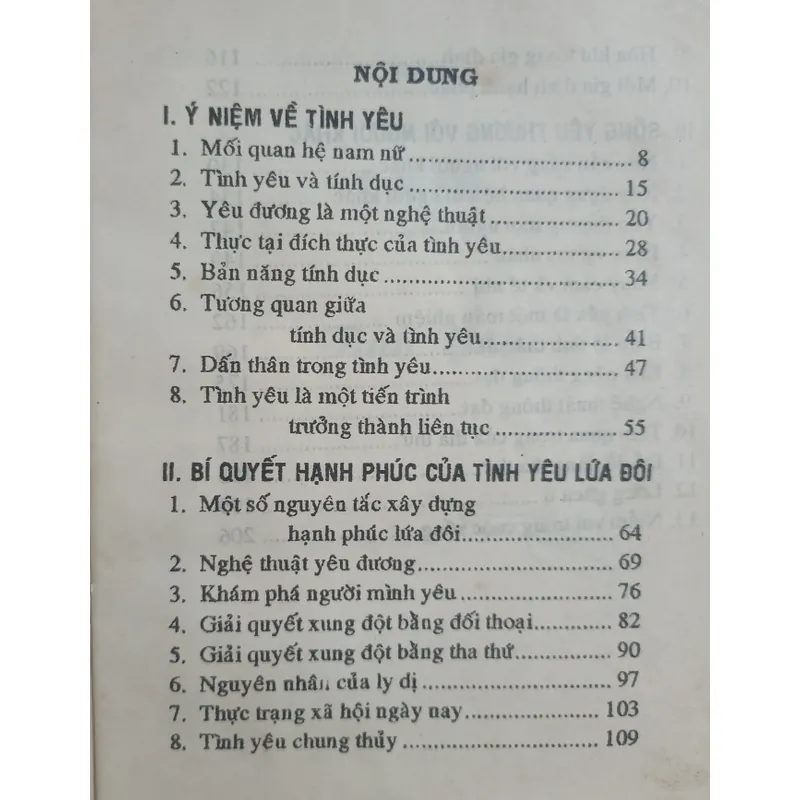 NỘI DUNG
I. Ý NIỆM VỀ TÌNH YÊU
1. Mối quan hệ nam nữ ........ 8
2. Tình yêu và tính dục ........ 15
3. Yêu đương là một nghệ thuật ........ 20
4. Thực tại đích thực của tình yêu ........ 28
5. Bản năng tính dục ........ 34
6. Tương quan giữa
tính dục và tình yêu ........ 41
7. Dấn thân trong tình yêu ........ 47
8. Tình yêu là một tiến trình
trưởng thành liên tục ........ 55
II. BÍ QUYẾT HẠNH PHÚC CỦA TÌNH YÊU LỨA ĐÔI
1. Một số nguyên tắc xây dựng
hạnh phúc lứa đôi ........ 64
2. Nghệ thuật yêu đương ........ 69
3. Khám phá người mình yêu ........ 76
4. Giải quyết xung đột bằng đối thoại ........ 82
5. Giải quyết xung đột bằng tha thứ ........ 90
6. Nguyên nhân của ly dị ........ 97
7. Thực trạng xã hội ngày nay ........ 103
8. Tình yêu chung thủy ........ 109